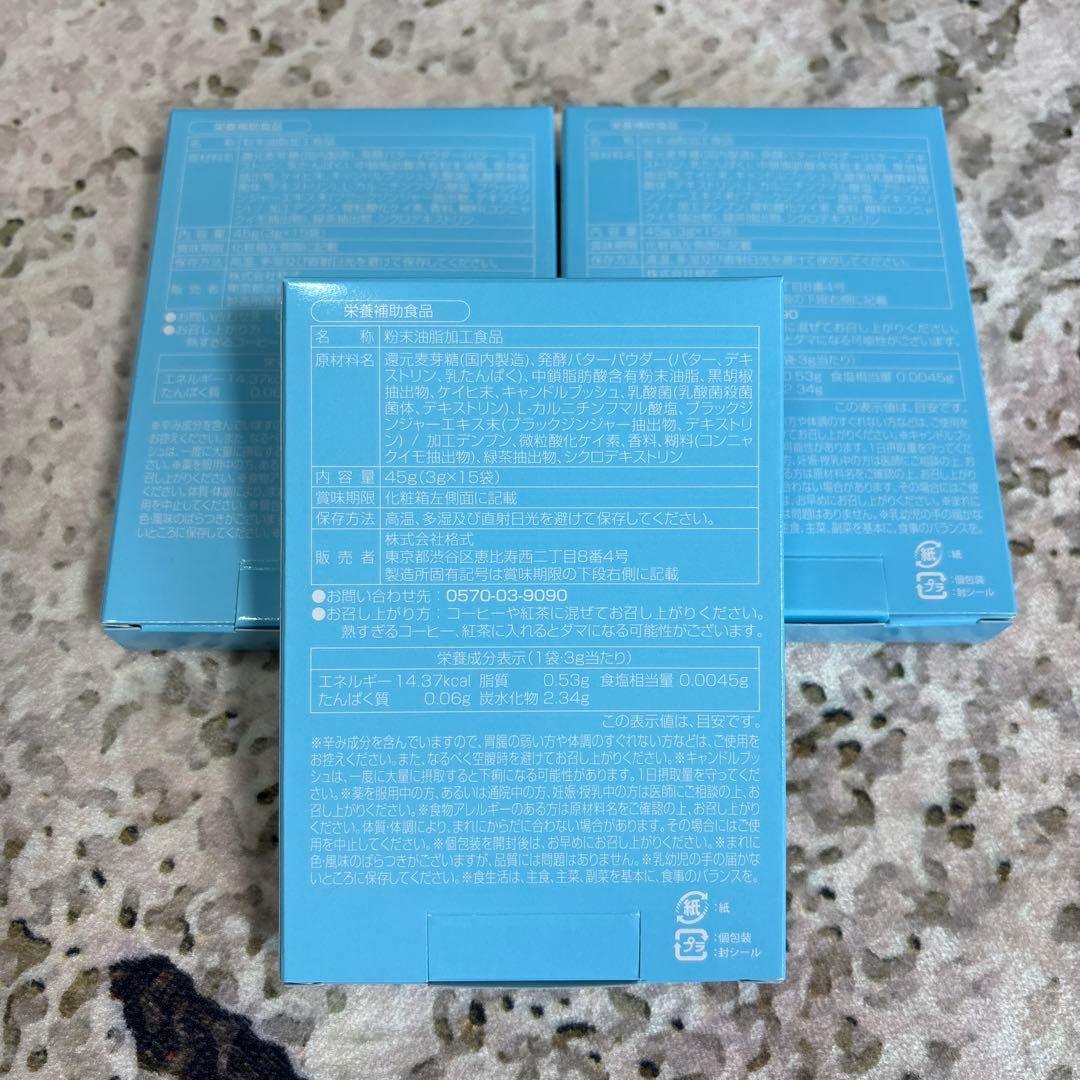 栄養補助食品
名 称 粉末油脂加工食品
原材料名 還元麦芽糖(国内製造)、発酵バターパウダー(バター、デキ
ストリン、乳たんぱく)、中鎖脂肪酸含有粉末油脂、黒胡椒
抽出物、ケイヒ末、キャンドルブッシュ、乳酸菌(乳酸菌殺菌
菌体、デキストリン)、L-カルニチンフマル酸塩、ブラックジ
ンジャーエキス末(ブラックジンジャー抽出物、デキストリ
ン) / 加工デンプン、微粒酸化ケイ素、香料、糊料(コンニャ
クイモ抽出物)、緑茶抽出物、シクロデキストリン
内容量 45g(3g×15袋)
賞味期限 化粧箱左側面に記載
保存方法 高温、多湿及び直射日光を避けて保存してください。
販売者 株式会社格式
東京都渋谷区恵比寿西二丁目8番4号
製造所固有記号は賞味期限の下段右側に記載
●お問い合わせ先：0570-03-9090
●お召し上がり方：コーヒーや紅茶に混ぜてお召し上がりください。
熱すぎるコーヒー、紅茶に入れるとダマになる可能性がございます。
栄養成分表示(1袋・3g当たり)
エネルギー 14.37kcal 脂質 0.53g 食塩相当量 0.0045g
たんぱく質 0.06g 炭水化物 2.34g
この表示値は、目安です。
※辛み成分を含んでいますので、胃腸の弱い方や体調のすぐれない方などは、ご使用を
お控えください。また、なるべく空腹時を避けてお召し上がりください。※キャンドルブッ
シュは、一度に大量に摂取すると下痢になる可能性があります。1日摂取量を守ってくだ
さい。※薬を服用中の方、あるいは通院中の方、妊娠・授乳中の方は医師にご相談の上、お
召し上がりください。※食物アレルギーのある方は原材料名をご確認の上、お召し上がり
ください。体質・体調により、まれにからだに合わない場合があります。その場合にはご使
用を中止してください。※個包装を開封後は、お早めにお召し上がりください。※まれに
色・風味のばらつきがございますが、品質には問題はありません。※乳幼児の手の届かな
いところに保存してください。※食生活は、主食、主菜、副菜を基本に、食事のバランスを。
紙 ：紙
プラ ：個包装
：封シール